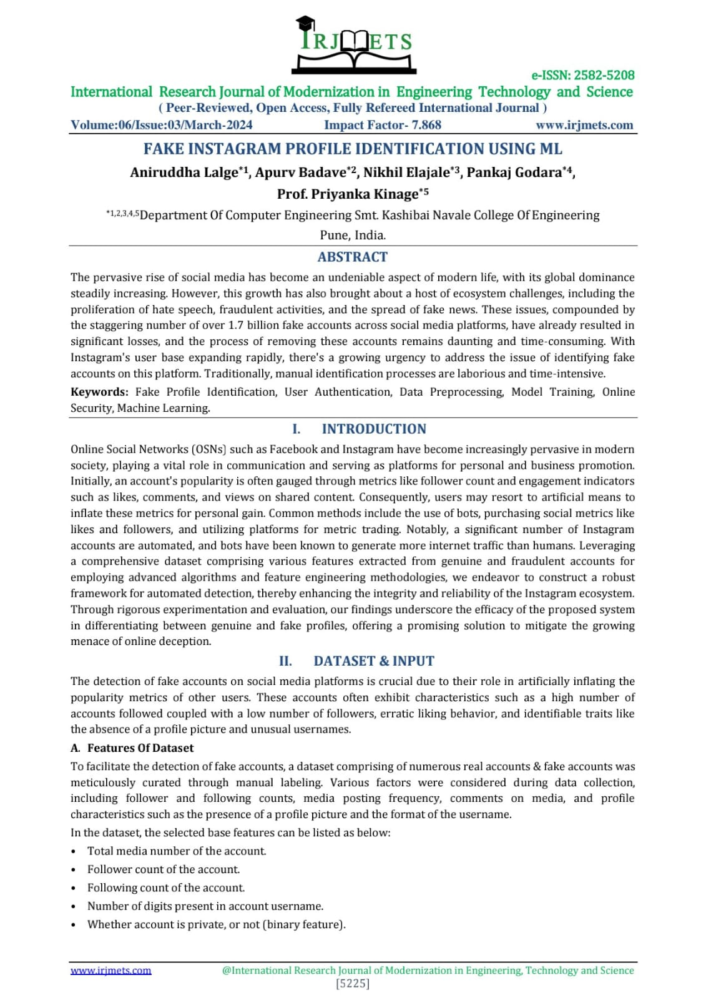 IRJMETS
e-ISSN: 2582-5208
International Research Journal of Modernization in Engineering Technology and Science
( Peer-Reviewed, Open Access, Fully Refereed International Journal )
Volume:06/Issue:03/March-2024 Impact Factor- 7.868 www.irjmets.com
FAKE INSTAGRAM PROFILE IDENTIFICATION USING ML
Aniruddha Lalge*1, Apurv Badave*2, Nikhil Elajale*3, Pankaj Godara*4,
Prof. Priyanka Kinage*5
*1,2,3,4,5Department Of Computer Engineering Smt. Kashibai Navale College Of Engineering
Pune, India.
ABSTRACT
The pervasive rise of social media has become an undeniable aspect of modern life, with its global dominance
steadily increasing. However, this growth has also brought about a host of ecosystem challenges, including the
proliferation of hate speech, fraudulent activities, and the spread of fake news. These issues, compounded by
the staggering number of over 1.7 billion fake accounts across social media platforms, have already resulted in
significant losses, and the process of removing these accounts remains daunting and time-consuming. With
Instagram's user base expanding rapidly, there's a growing urgency to address the issue of identifying fake
accounts on this platform. Traditionally, manual identification processes are laborious and time-intensive.
Keywords: Fake Profile Identification, User Authentication, Data Preprocessing, Model Training, Online
Security, Machine Learning.
I. INTRODUCTION
Online Social Networks (OSNs) such as Facebook and Instagram have become increasingly pervasive in modern
society, playing a vital role in communication and serving as platforms for personal and business promotion.
Initially, an account's popularity is often gauged through metrics like follower count and engagement indicators
such as likes, comments, and views on shared content. Consequently, users may resort to artificial means to
inflate these metrics for personal gain. Common methods include the use of bots, purchasing social metrics like
likes and followers, and utilizing platforms for metric trading. Notably, a significant number of Instagram
accounts are automated, and bots have been known to generate more internet traffic than humans. Leveraging
a comprehensive dataset comprising various features extracted from genuine and fraudulent accounts for
employing advanced algorithms and feature engineering methodologies, we endeavor to construct a robust
framework for automated detection, thereby enhancing the integrity and reliability of the Instagram ecosystem.
Through rigorous experimentation and evaluation, our findings underscore the efficacy of the proposed system
in differentiating between genuine and fake profiles, offering a promising solution to mitigate the growing
menace of online deception.
II. DATASET & INPUT
The detection of fake accounts on social media platforms is crucial due to their role in artificially inflating the
popularity metrics of other users. These accounts often exhibit characteristics such as a high number of
accounts followed coupled with a low number of followers, erratic liking behavior, and identifiable traits like
the absence of a profile picture and unusual usernames.
A. Features Of Dataset
To facilitate the detection of fake accounts, a dataset comprising of numerous real accounts & fake accounts was
meticulously curated through manual labeling. Various factors were considered during data collection,
including follower and following counts, media posting frequency, comments on media, and profile
characteristics such as the presence of a profile picture and the format of the username.
In the dataset, the selected base features can be listed as below:
• Total media number of the account.
• Follower count of the account.
• Following count of the account.
• Number of digits present in account username.
• Whether account is private, or not (binary feature).
www.irjmets.com @International Research Journal of Modernization in Engineering, Technology and Science
[5225]